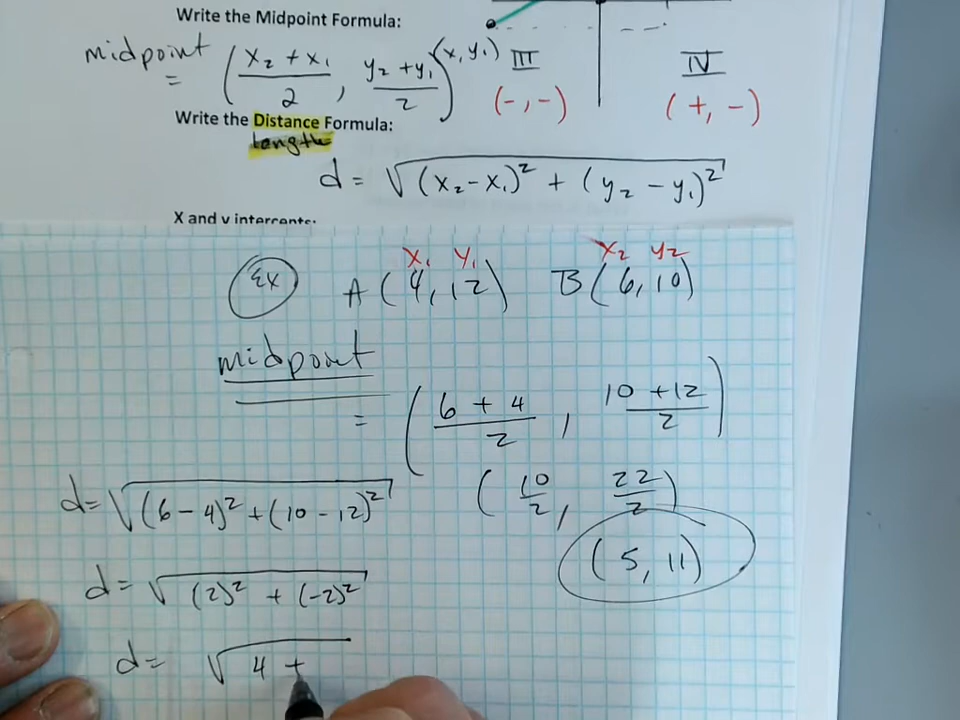 Write the Midpoint Formula:
midpoint = ( (x₂ + x₁)/2 , (y₂ + y₁)/2 )
(x, y₁)
III
IV
(-, -)
(+, -)
Write the Distance Formula:
Length
d = √((x₂ - x₁)² + (y₂ - y₁)²)
X and y intercepts:
x₁ y₁ x₂ y₂
Ex A (4, 12) B (6, 10)
midpoint
= ( (6 + 4)/2 , (10 + 12)/2 )
( 10/2 , 22/2 )
(5, 11)
d = √((6 - 4)² + (10 - 12)²)
d = √((2)² + (-2)²)
d = √(4 +